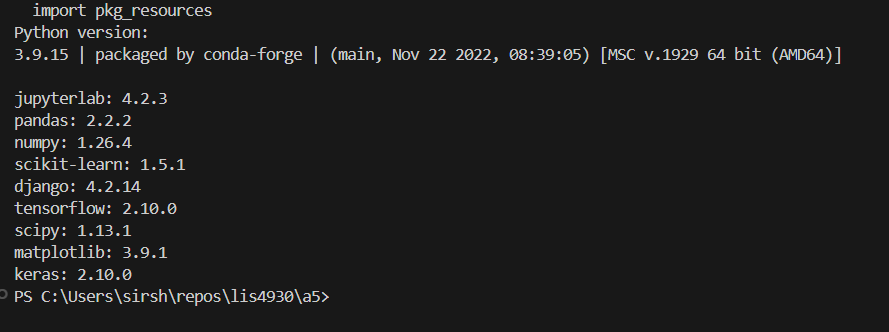 import pkg_resources
Python version:
3.9.15 | packaged by conda-forge | (main, Nov 22 2022, 08:39:05) [MSC v.1929 64 bit (AMD64)]
jupyterlab: 4.2.3
pandas: 2.2.2
numpy: 1.26.4
scikit-learn: 1.5.1
django: 4.2.14
tensorflow: 2.10.0
scipy: 1.13.1
matplotlib: 3.9.1
keras: 2.10.0
PS C:\Users\sirsh\repos\lis4930\a5>